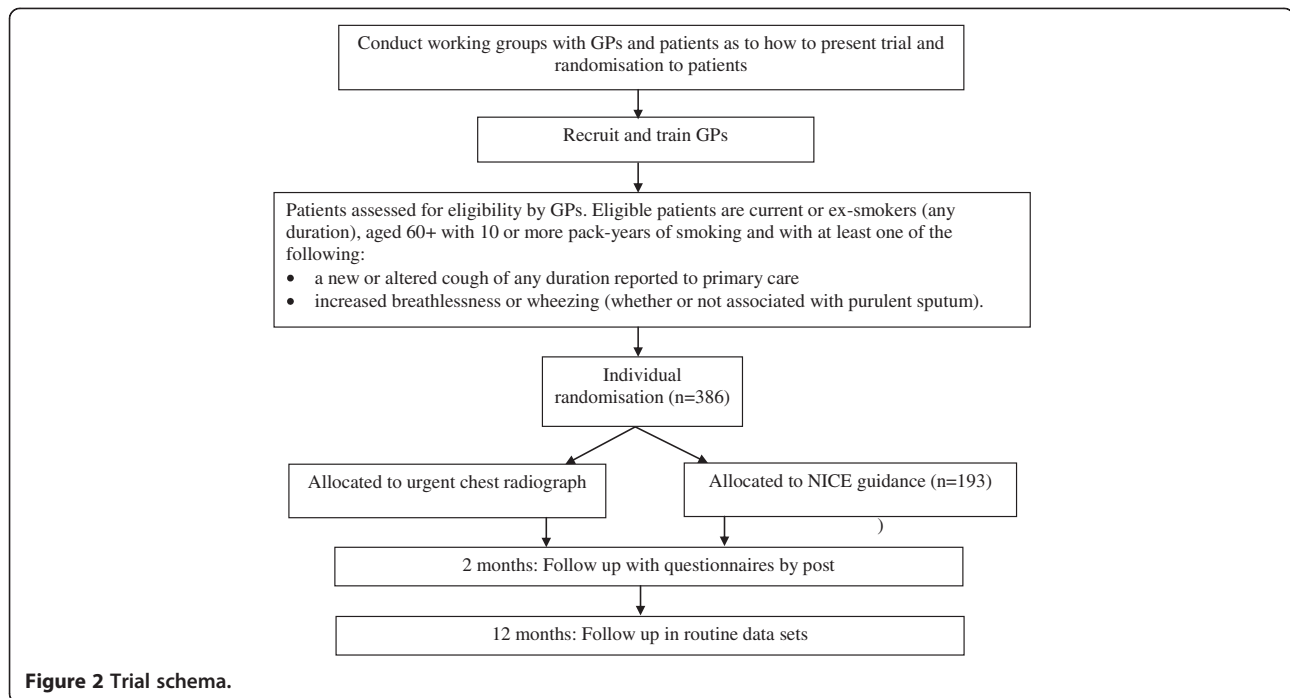 Conduct working groups with GPs and patients as to how to present trial and
randomisation to patients
Recruit and train GPs
Patients assessed for eligibility by GPs. Eligible patients are current or ex-smokers (any
duration), aged 60+ with 10 or more pack-years of smoking and with at least one of the
following:
• a new or altered cough of any duration reported to primary care
• increased breathlessness or wheezing (whether or not associated with purulent sputum).
Individual
randomisation (n=386)
Allocated to urgent chest radiograph
Allocated to NICE guidance (n=193)
)
2 months: Follow up with questionnaires by post
12 months: Follow up in routine data sets
Figure 2 Trial schema.